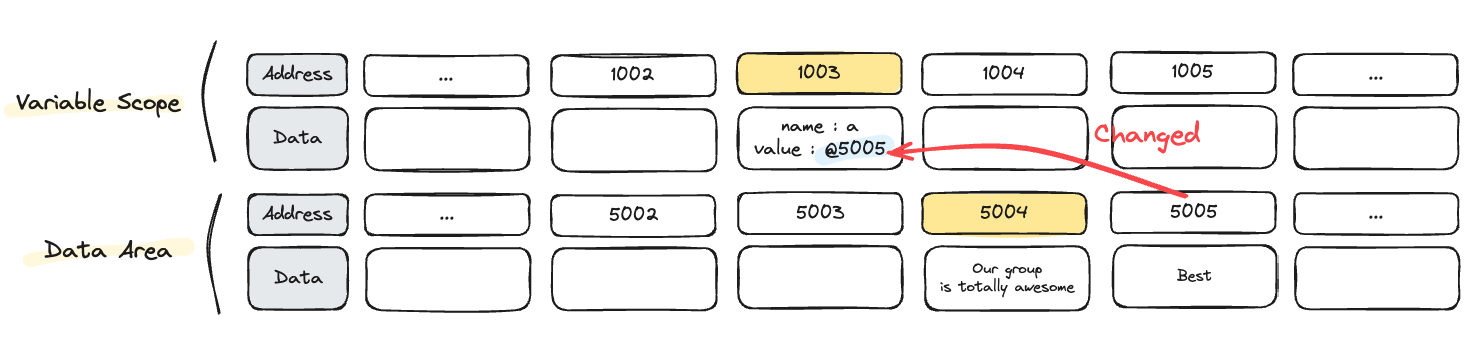 Variable Scope
Address ... 1002 1003 1004 1005 ...
Data
name : a
value : @5005
Changed
Data Area
Address ... 5002 5003 5004 5005 ...
Data
Our group
is totally awesome
Best